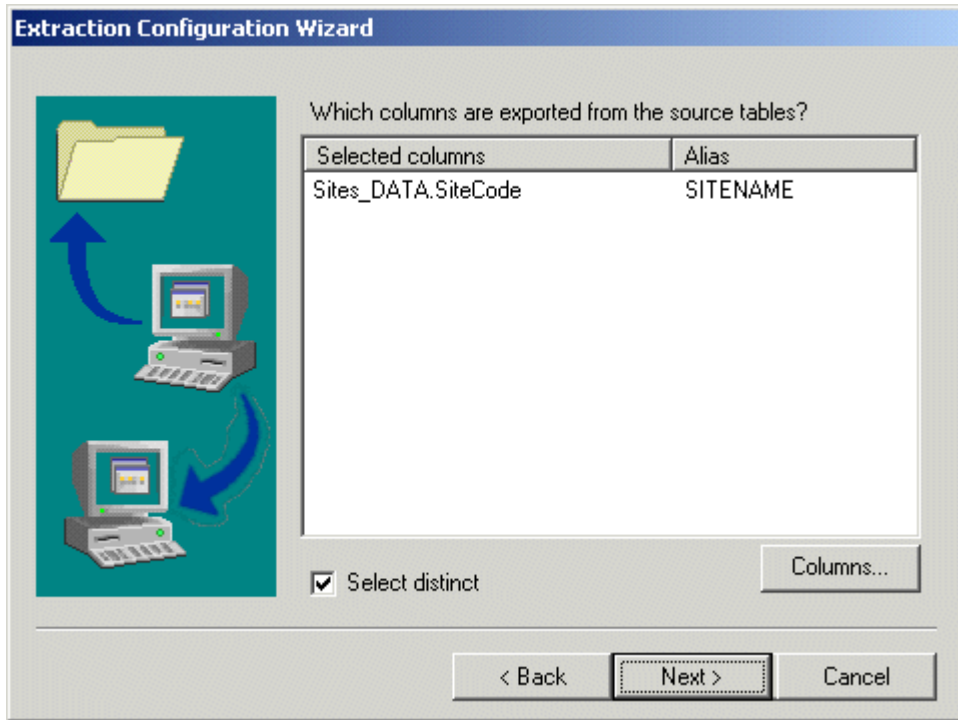 Extraction Configuration Wizard
Which columns are exported from the source tables?
Selected columns Alias
Sites_DATA.SiteCode SITENAME
Select distinct
Columns...
< Back Next > Cancel